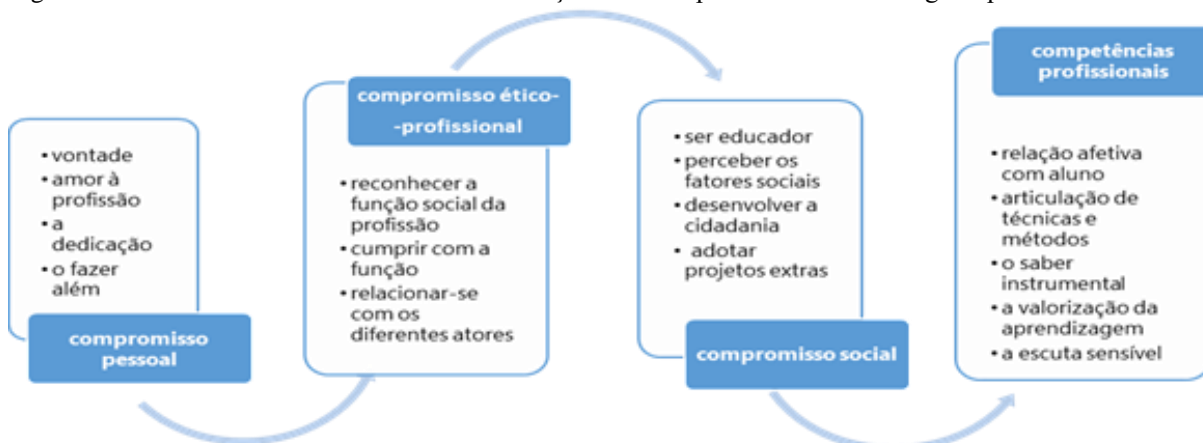 • vontade
• amor à
profissão
• a
dedicação
• o fazer
além
compromisso
pessoal
compromisso ético-
-profissional
• reconhecer a
função social da
profissão
• cumprir com a
função
• relacionar-se
com os
diferentes atores
• ser educador
• perceber os
fatores sociais
• desenvolver a
cidadania
• adotar
projetos extras
compromisso social
competências
profissionais
• relação afetiva
com aluno
• articulação de
técnicas e
métodos
• o saber
instrumental
• a valorização da
aprendizagem
• a escuta sensível